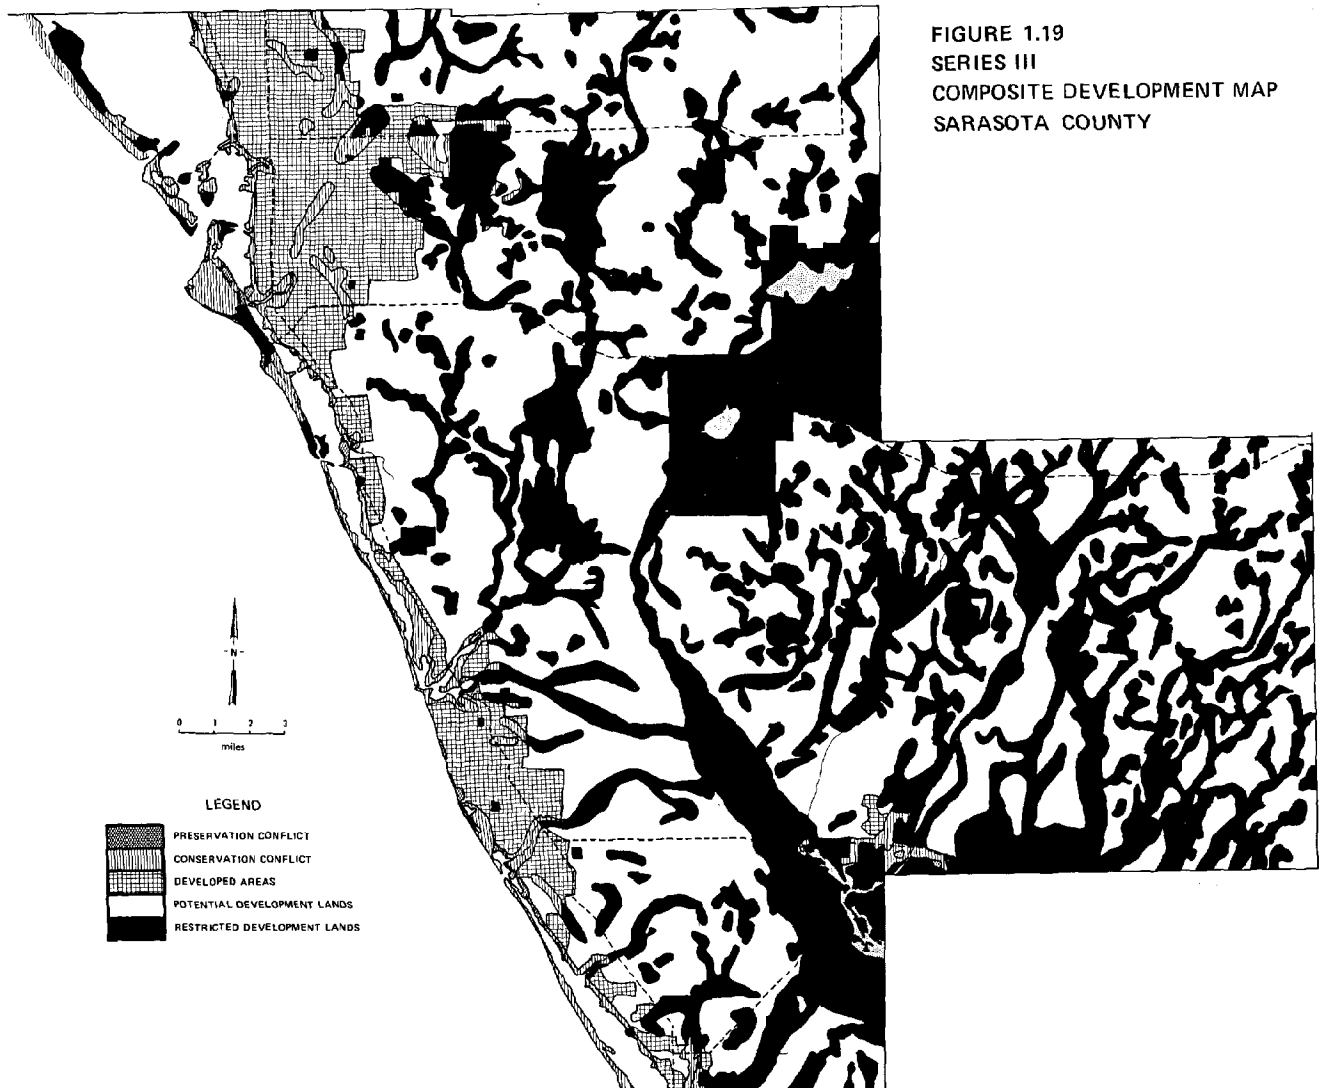 FIGURE 1.19
SERIES III
COMPOSITE DEVELOPMENT MAP
SARASOTA COUNTY
N
0 1 2 3
miles
LEGEND
PRESERVATION CONFLICT
CONSERVATION CONFLICT
DEVELOPED AREAS
POTENTIAL DEVELOPMENT LANDS
RESTRICTED DEVELOPMENT LANDS